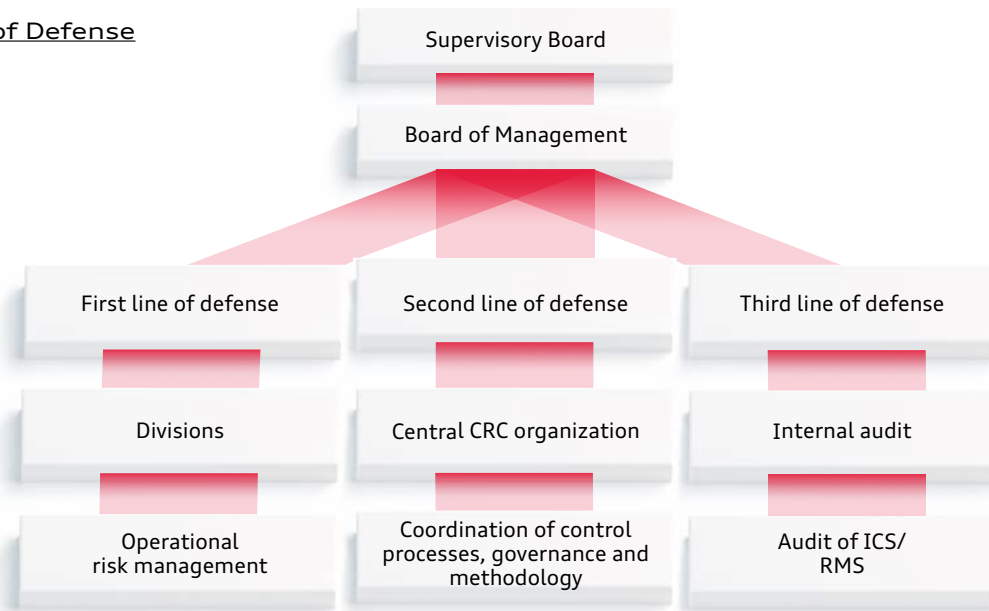 of Defense
Supervisory Board
Board of Management
First line of defense
Second line of defense
Third line of defense
Divisions
Central CRC organization
Internal audit
Operational
risk management
Coordination of control
processes, governance and
methodology
Audit of ICS/
RMS